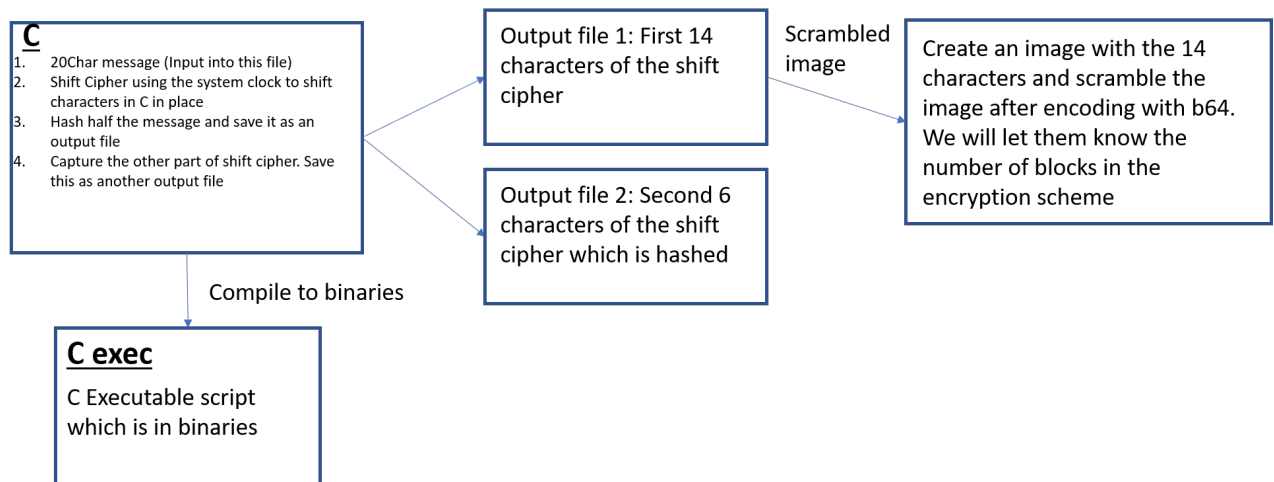 C
1. 20Char message (Input into this file)
2. Shift Cipher using the system clock to shift
characters in C in place
3. Hash half the message and save it as an
output file
4. Capture the other part of shift cipher. Save
this as another output file
Output file 1: First 14
characters of the shift
cipher
Scrambled
image
Create an image with the 14
characters and scramble the
image after encoding with b64.
We will let them know the
number of blocks in the
encryption scheme
Output file 2: Second 6
characters of the shift
cipher which is hashed
Compile to binaries
C exec
C Executable script
which is in binaries